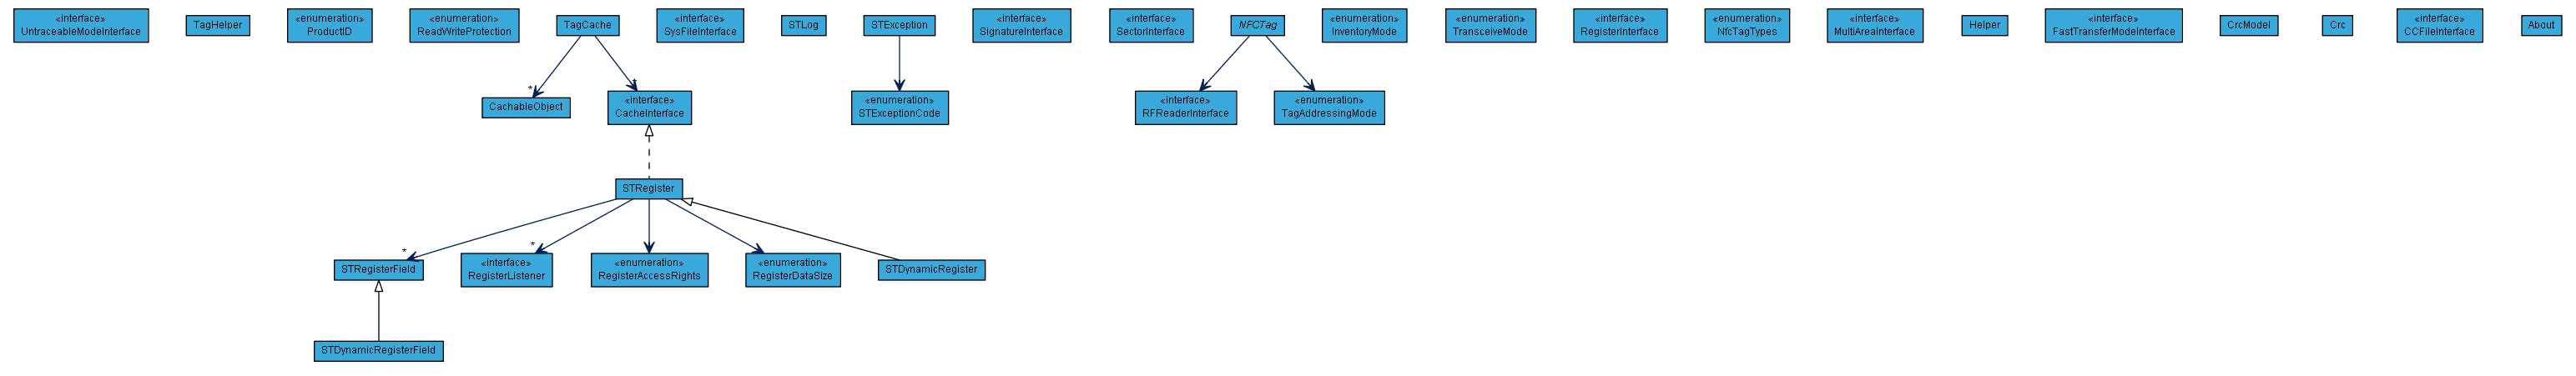 «interface»
UntraceableModeInterface
TagHelper
«enumeration»
ProductID
«enumeration»
ReadWriteProtection
TagCache
«interface»
SysFileInterface
STLog
STException
«interface»
SignatureInterface
«interface»
SectorInterface
NFCTag
«enumeration»
InventoryMode
«enumeration»
TransceiveMode
«interface»
RegisterInterface
«enumeration»
NfcTagTypes
«interface»
MultiAreaInterface
Helper
«interface»
FastTransferModeInterface
CrcModel
Crc
«interface»
CCFileInterface
About
*
CachableObject
*
«interface»
CacheInterface
«enumeration»
STExceptionCode
«interface»
RFReaderInterface
«enumeration»
TagAddressingMode
STRegister
*
STRegisterField
*
«interface»
RegisterListener
«enumeration»
RegisterAccessRights
«enumeration»
RegisterDataSize
STDynamicRegister
STDynamicRegisterField